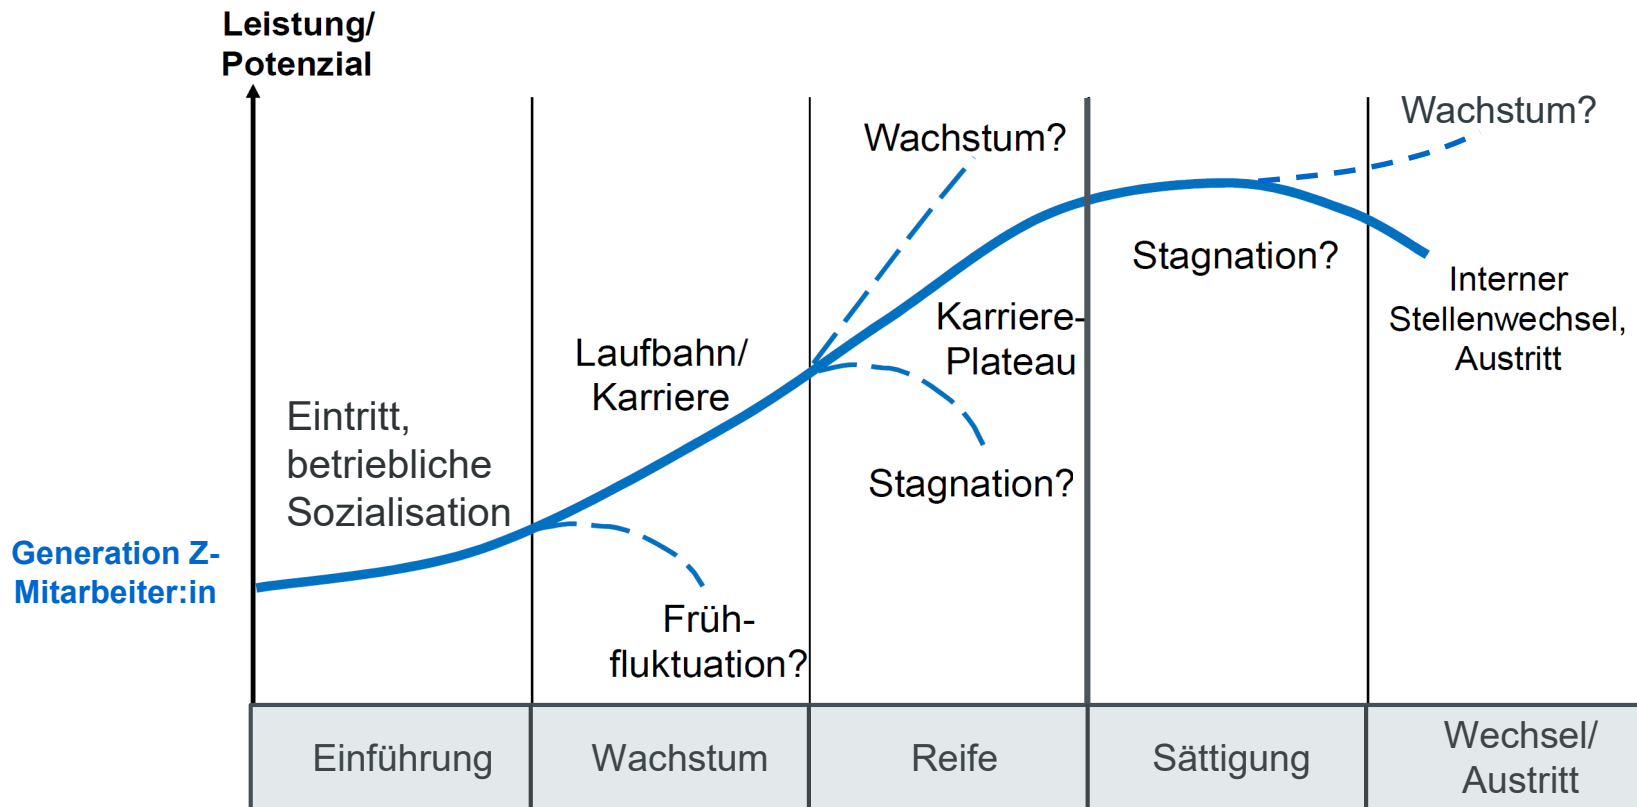 Leistung/
Potenzial
Wachstum?
Wachstum?
Stagnation?
Interner
Stellenwechsel,
Austritt
Karriere-
Plateau
Laufbahn/
Karriere
Eintritt,
betriebliche
Sozialisation
Stagnation?
Generation Z-
Mitarbeiter:in
Früh-
fluktuation?
Einführung
Wachstum
Reife
Sättigung
Wechsel/
Austritt